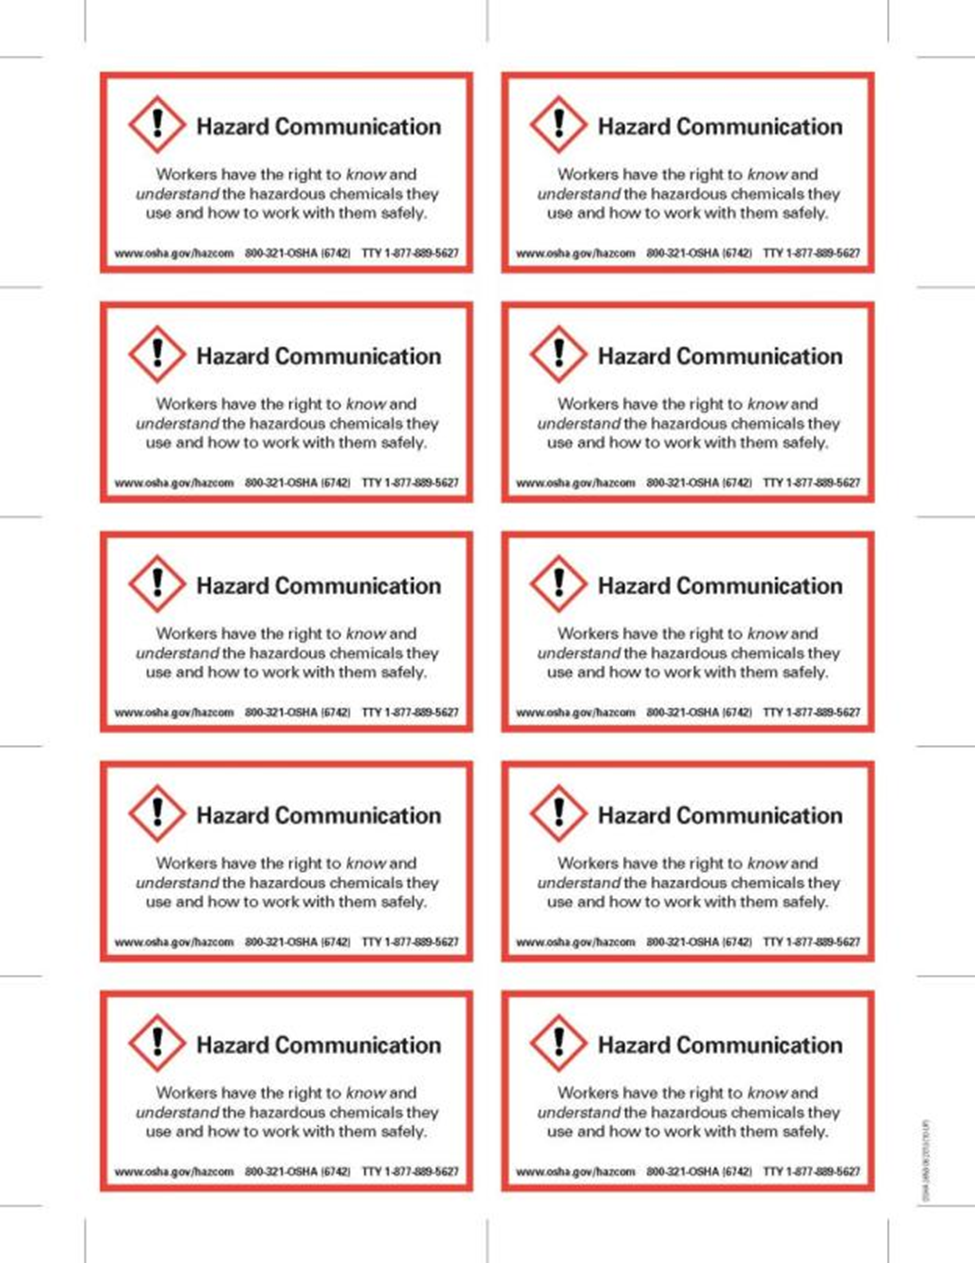 Hazard Communication
Workers have the right to know and
understand the hazardous chemicals they
use and how to work with them safely.
www.osha.gov/hazcom 800-321-OSHA (6742) TTY 1-877-889-5627
Hazard Communication
Workers have the right to know and
understand the hazardous chemicals they
use and how to work with them safely.
www.osha.gov/hazcom 800-321-OSHA (6742) TTY 1-877-889-5627
Hazard Communication
Workers have the right to know and
understand the hazardous chemicals they
use and how to work with them safely.
www.osha.gov/hazcom 800-321-OSHA (6742) TTY 1-877-889-5627
Hazard Communication
Workers have the right to know and
understand the hazardous chemicals they
use and how to work with them safely.
www.osha.gov/hazcom 800-321-OSHA (6742) TTY 1-877-889-5627
Hazard Communication
Workers have the right to know and
understand the hazardous chemicals they
use and how to work with them safely.
www.osha.gov/hazcom 800-321-OSHA (6742) TTY 1-877-889-5627
Hazard Communication
Workers have the right to know and
understand the hazardous chemicals they
use and how to work with them safely.
www.osha.gov/hazcom 800-321-OSHA (6742) TTY 1-877-889-5627
Hazard Communication
Workers have the right to know and
understand the hazardous chemicals they
use and how to work with them safely.
www.osha.gov/hazcom 800-321-OSHA (6742) TTY 1-877-889-5627
Hazard Communication
Workers have the right to know and
understand the hazardous chemicals they
use and how to work with them safely.
www.osha.gov/hazcom 800-321-OSHA (6742) TTY 1-877-889-5627
Hazard Communication
Workers have the right to know and
understand the hazardous chemicals they
use and how to work with them safely.
www.osha.gov/hazcom 800-321-OSHA (6742) TTY 1-877-889-5627
Hazard Communication
Workers have the right to know and
understand the hazardous chemicals they
use and how to work with them safely.
www.osha.gov/hazcom 800-321-OSHA (6742) TTY 1-877-889-5627